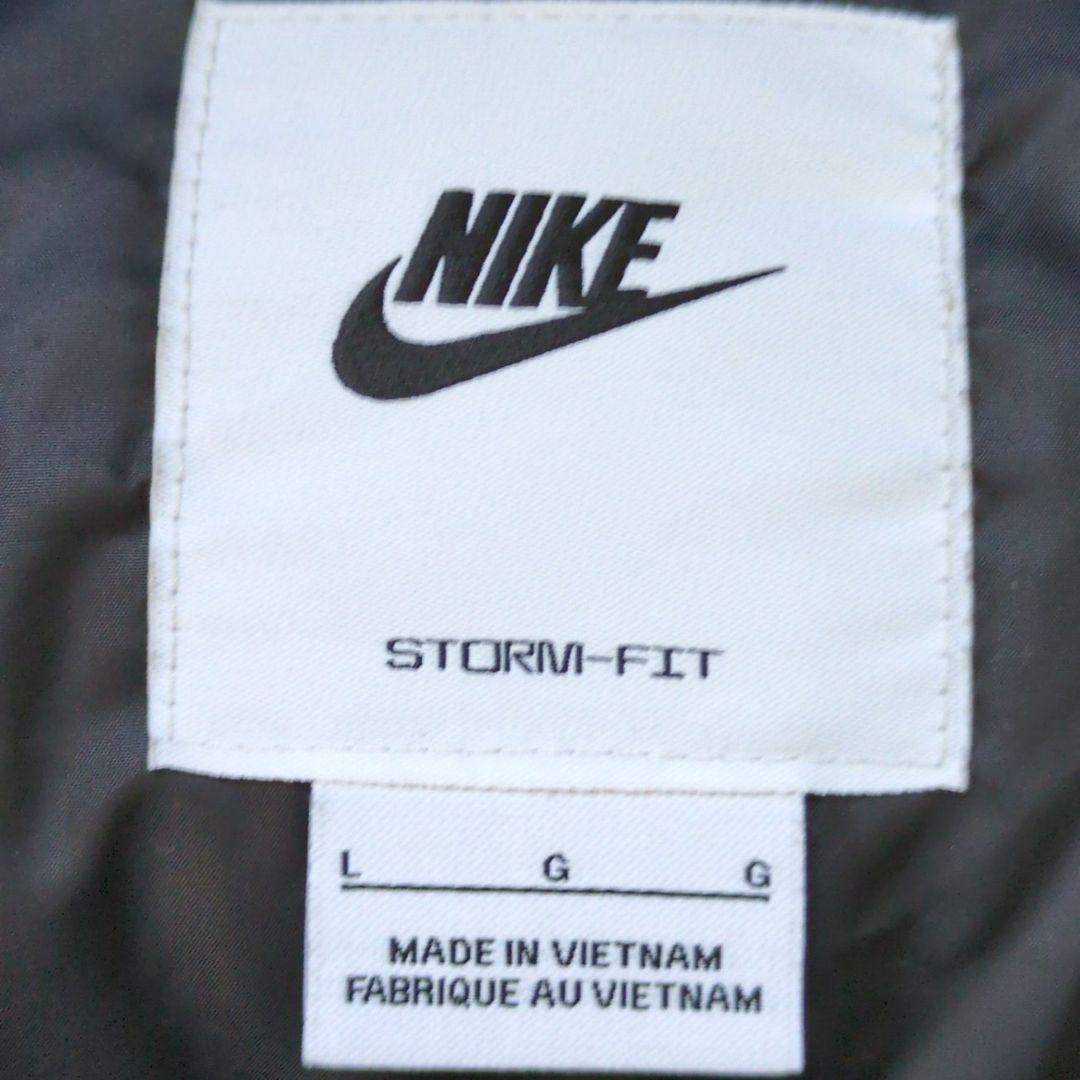 NIKE
STORM-FIT
L G G
MADE IN VIETNAM
FABRIQUE AU VIETNAM